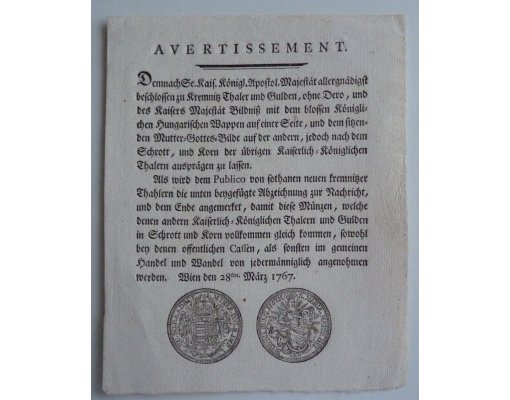 AVERTISSEMENT.
Demnach Se. Kais. Königl. Apostol. Majestät allergnädigst
beschlossen zu Kremnitz Thaler und Gulden, ohne Dero, und
des Kaisers Majestät Bildniß mit dem blossen Königli-
chen Hungarischen Wappen auf einer Seite, und dem sitzen-
den Mutter-Gottes-Bilde auf der andern, jedoch nach dem
Schrott, und Korn der übrigen Kaiserlich-Königlichen
Thalern ausprägen zu lassen.
Als wird dem Publico von sothanen neuen kremnitzer
Thahlern die unten beygefügte Abzeichnung zur Nachricht,
und dem Ende angemerket, damit diese Münzen, welche
denen andern Kaiserlich-Königlichen Thalern und Gulden
in Schrott und Korn vollkommen gleich kommen, sowohl
bey denen offentlichen Cassen, als sonsten im gemeinen
Handel und Wandel von jedermänniglich angenohmen
werden. Wien den 28ten. März 1767.